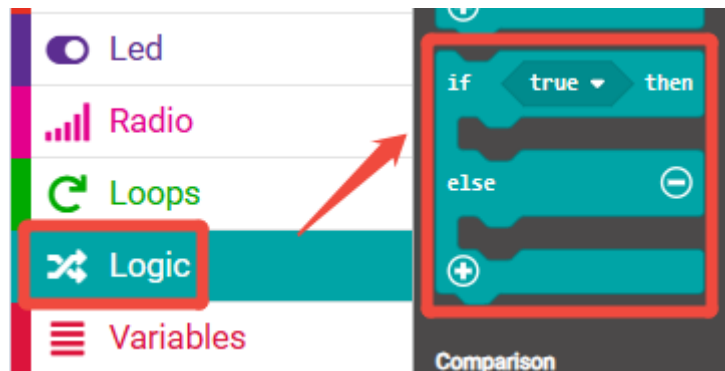 Led
Radio
Loops
Logic
Variables
if true then
else
Comparison